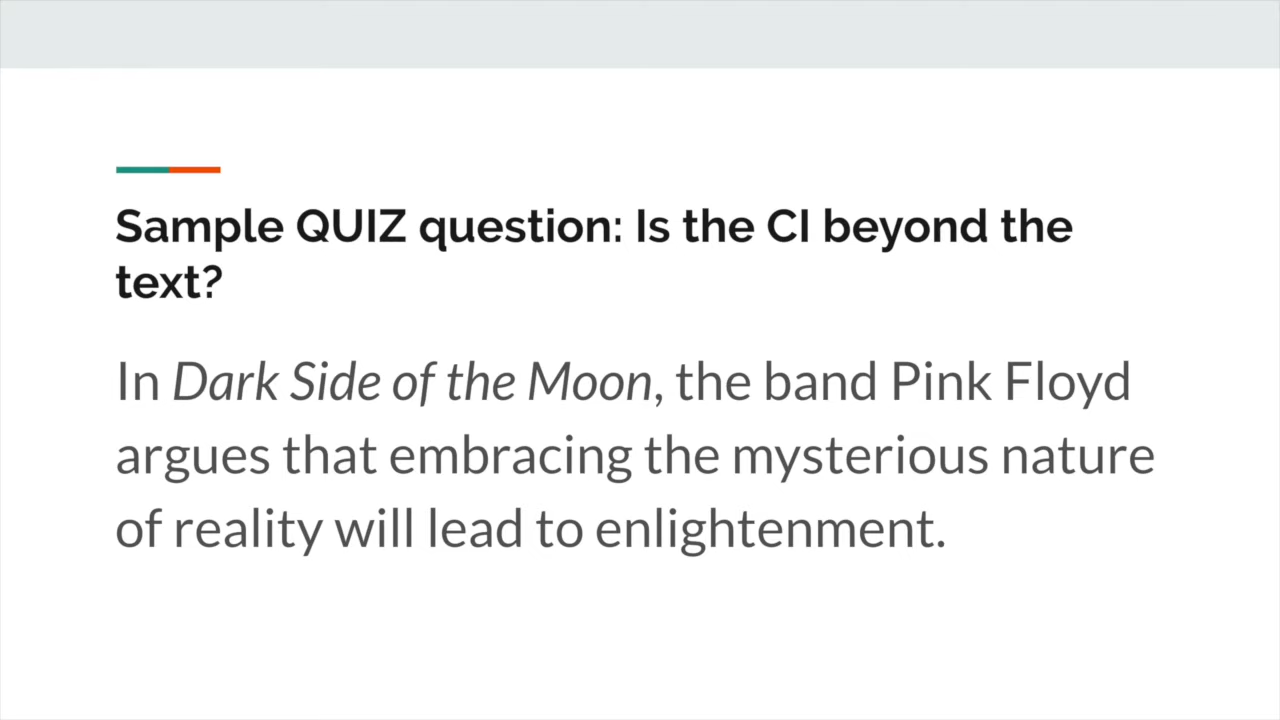 Sample QUIZ question: Is the CI beyond the
text?
In Dark Side of the Moon, the band Pink Floyd
argues that embracing the mysterious nature
of reality will lead to enlightenment.